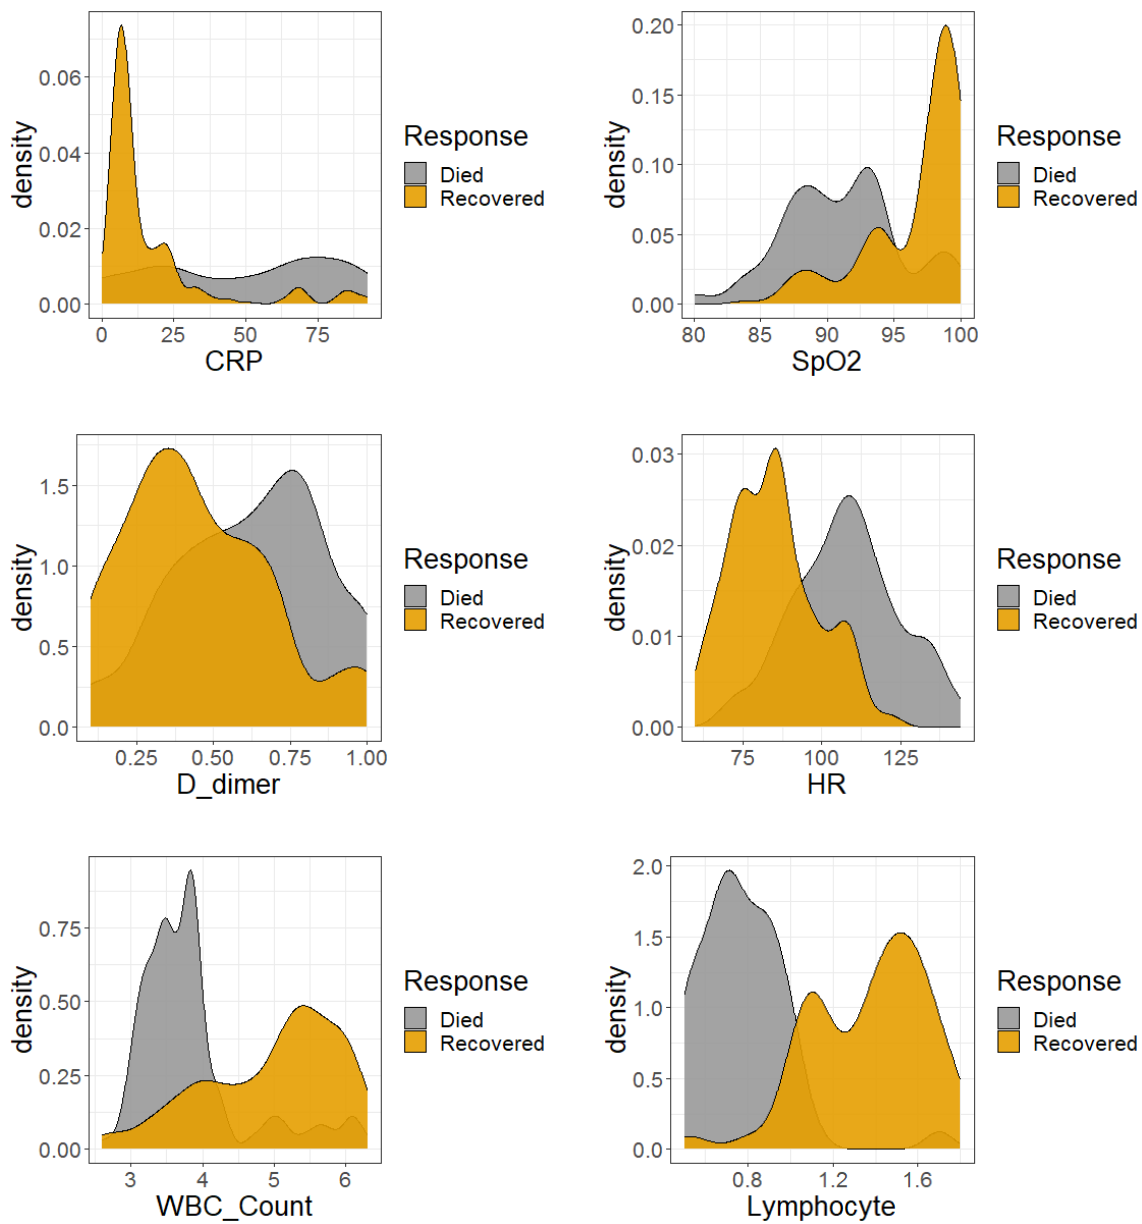 density
0.06
0.04
0.02
0.00
0
25
50
75
CRP
Response
Died
Recovered
density
0.20
0.15
0.10
0.05
0.00
80
85
90
95
100
SpO2
Response
Died
Recovered
density
1.5
1.0
0.5
0.0
0.25
0.50
0.75
1.00
D_dimer
Response
Died
Recovered
density
0.03
0.02
0.01
0.00
75
100
125
HR
Response
Died
Recovered
density
0.75
0.50
0.25
0.00
3
4
5
6
WBC_Count
Response
Died
Recovered
density
2.0
1.5
1.0
0.5
0.0
0.8
1.2
1.6
Lymphocyte
Response
Died
Recovered